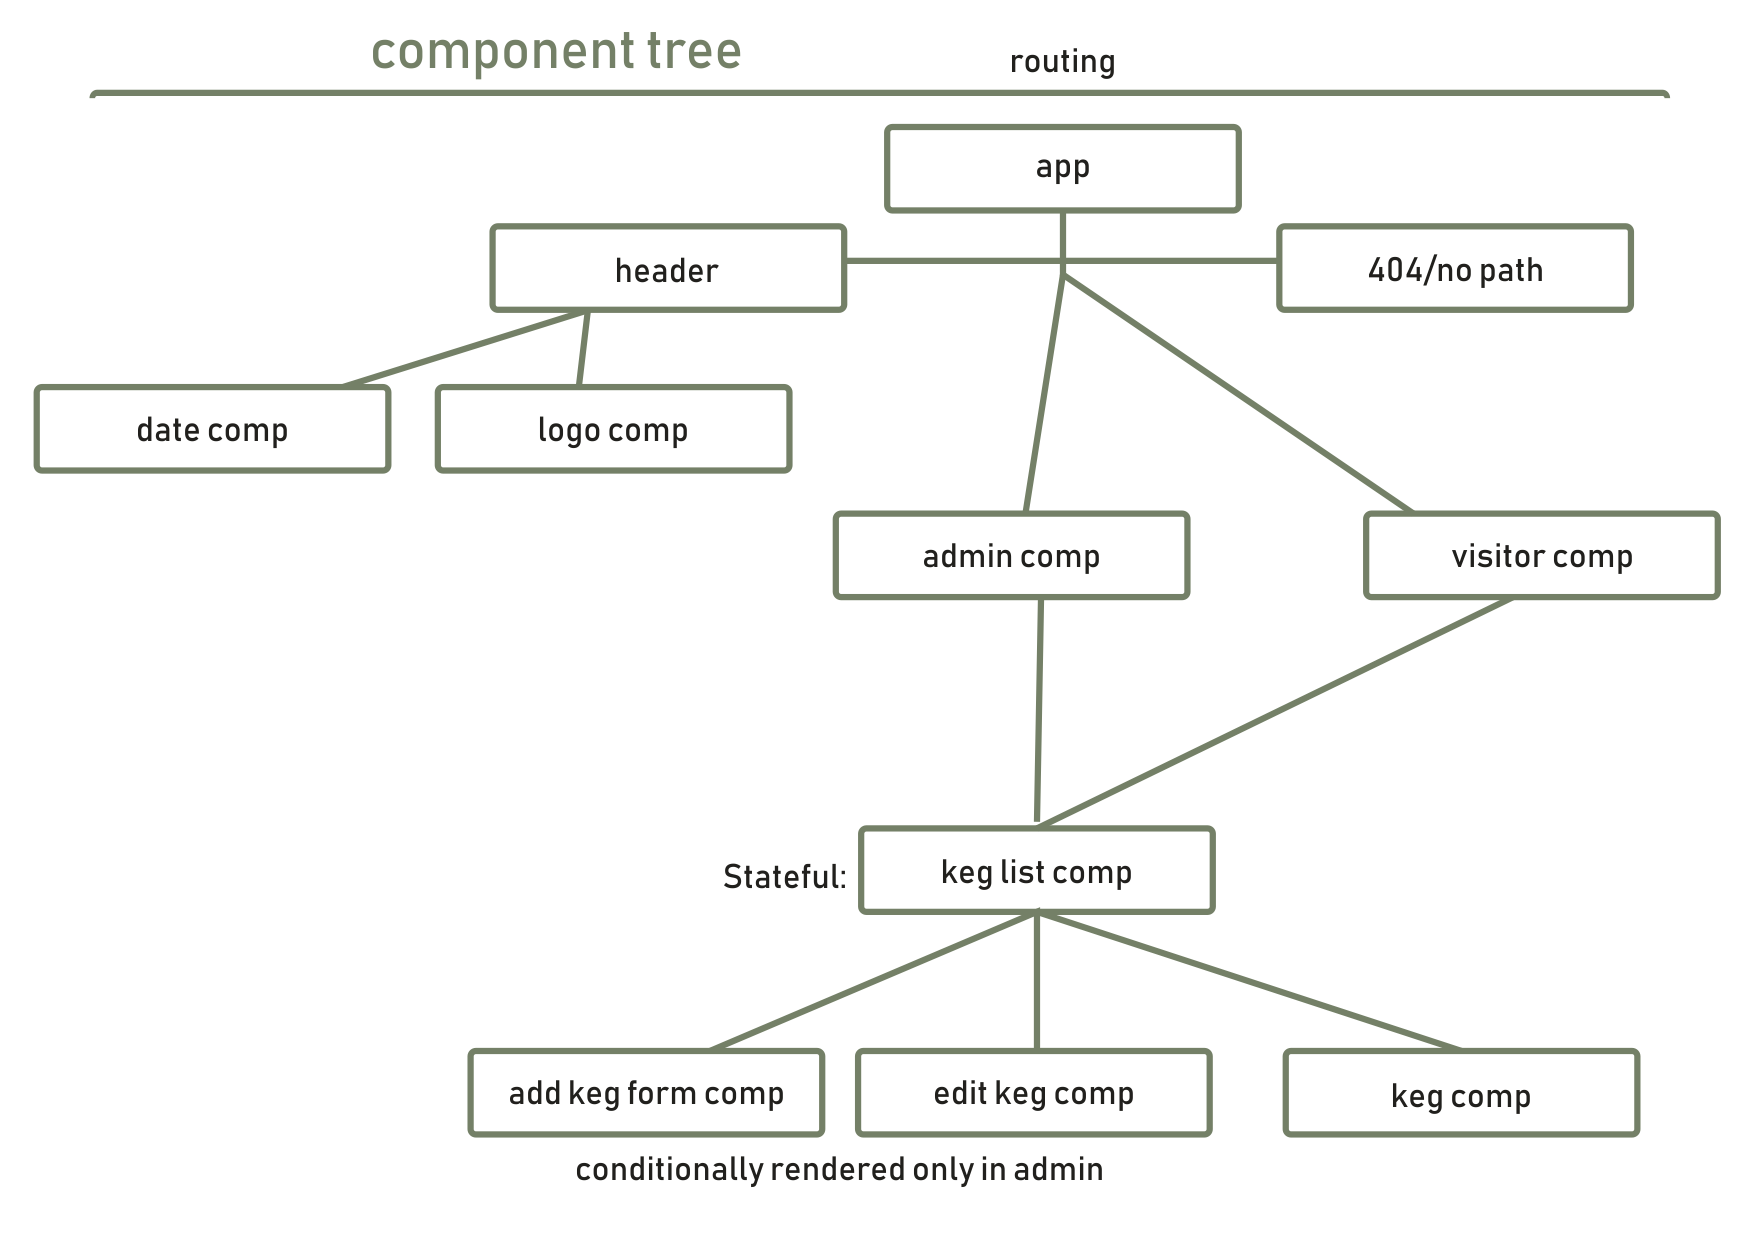 component tree
routing
app
header
404/no path
date comp
logo comp
admin comp
visitor comp
Stateful:
keg list comp
add keg form comp
edit keg comp
keg comp
conditionally rendered only in admin